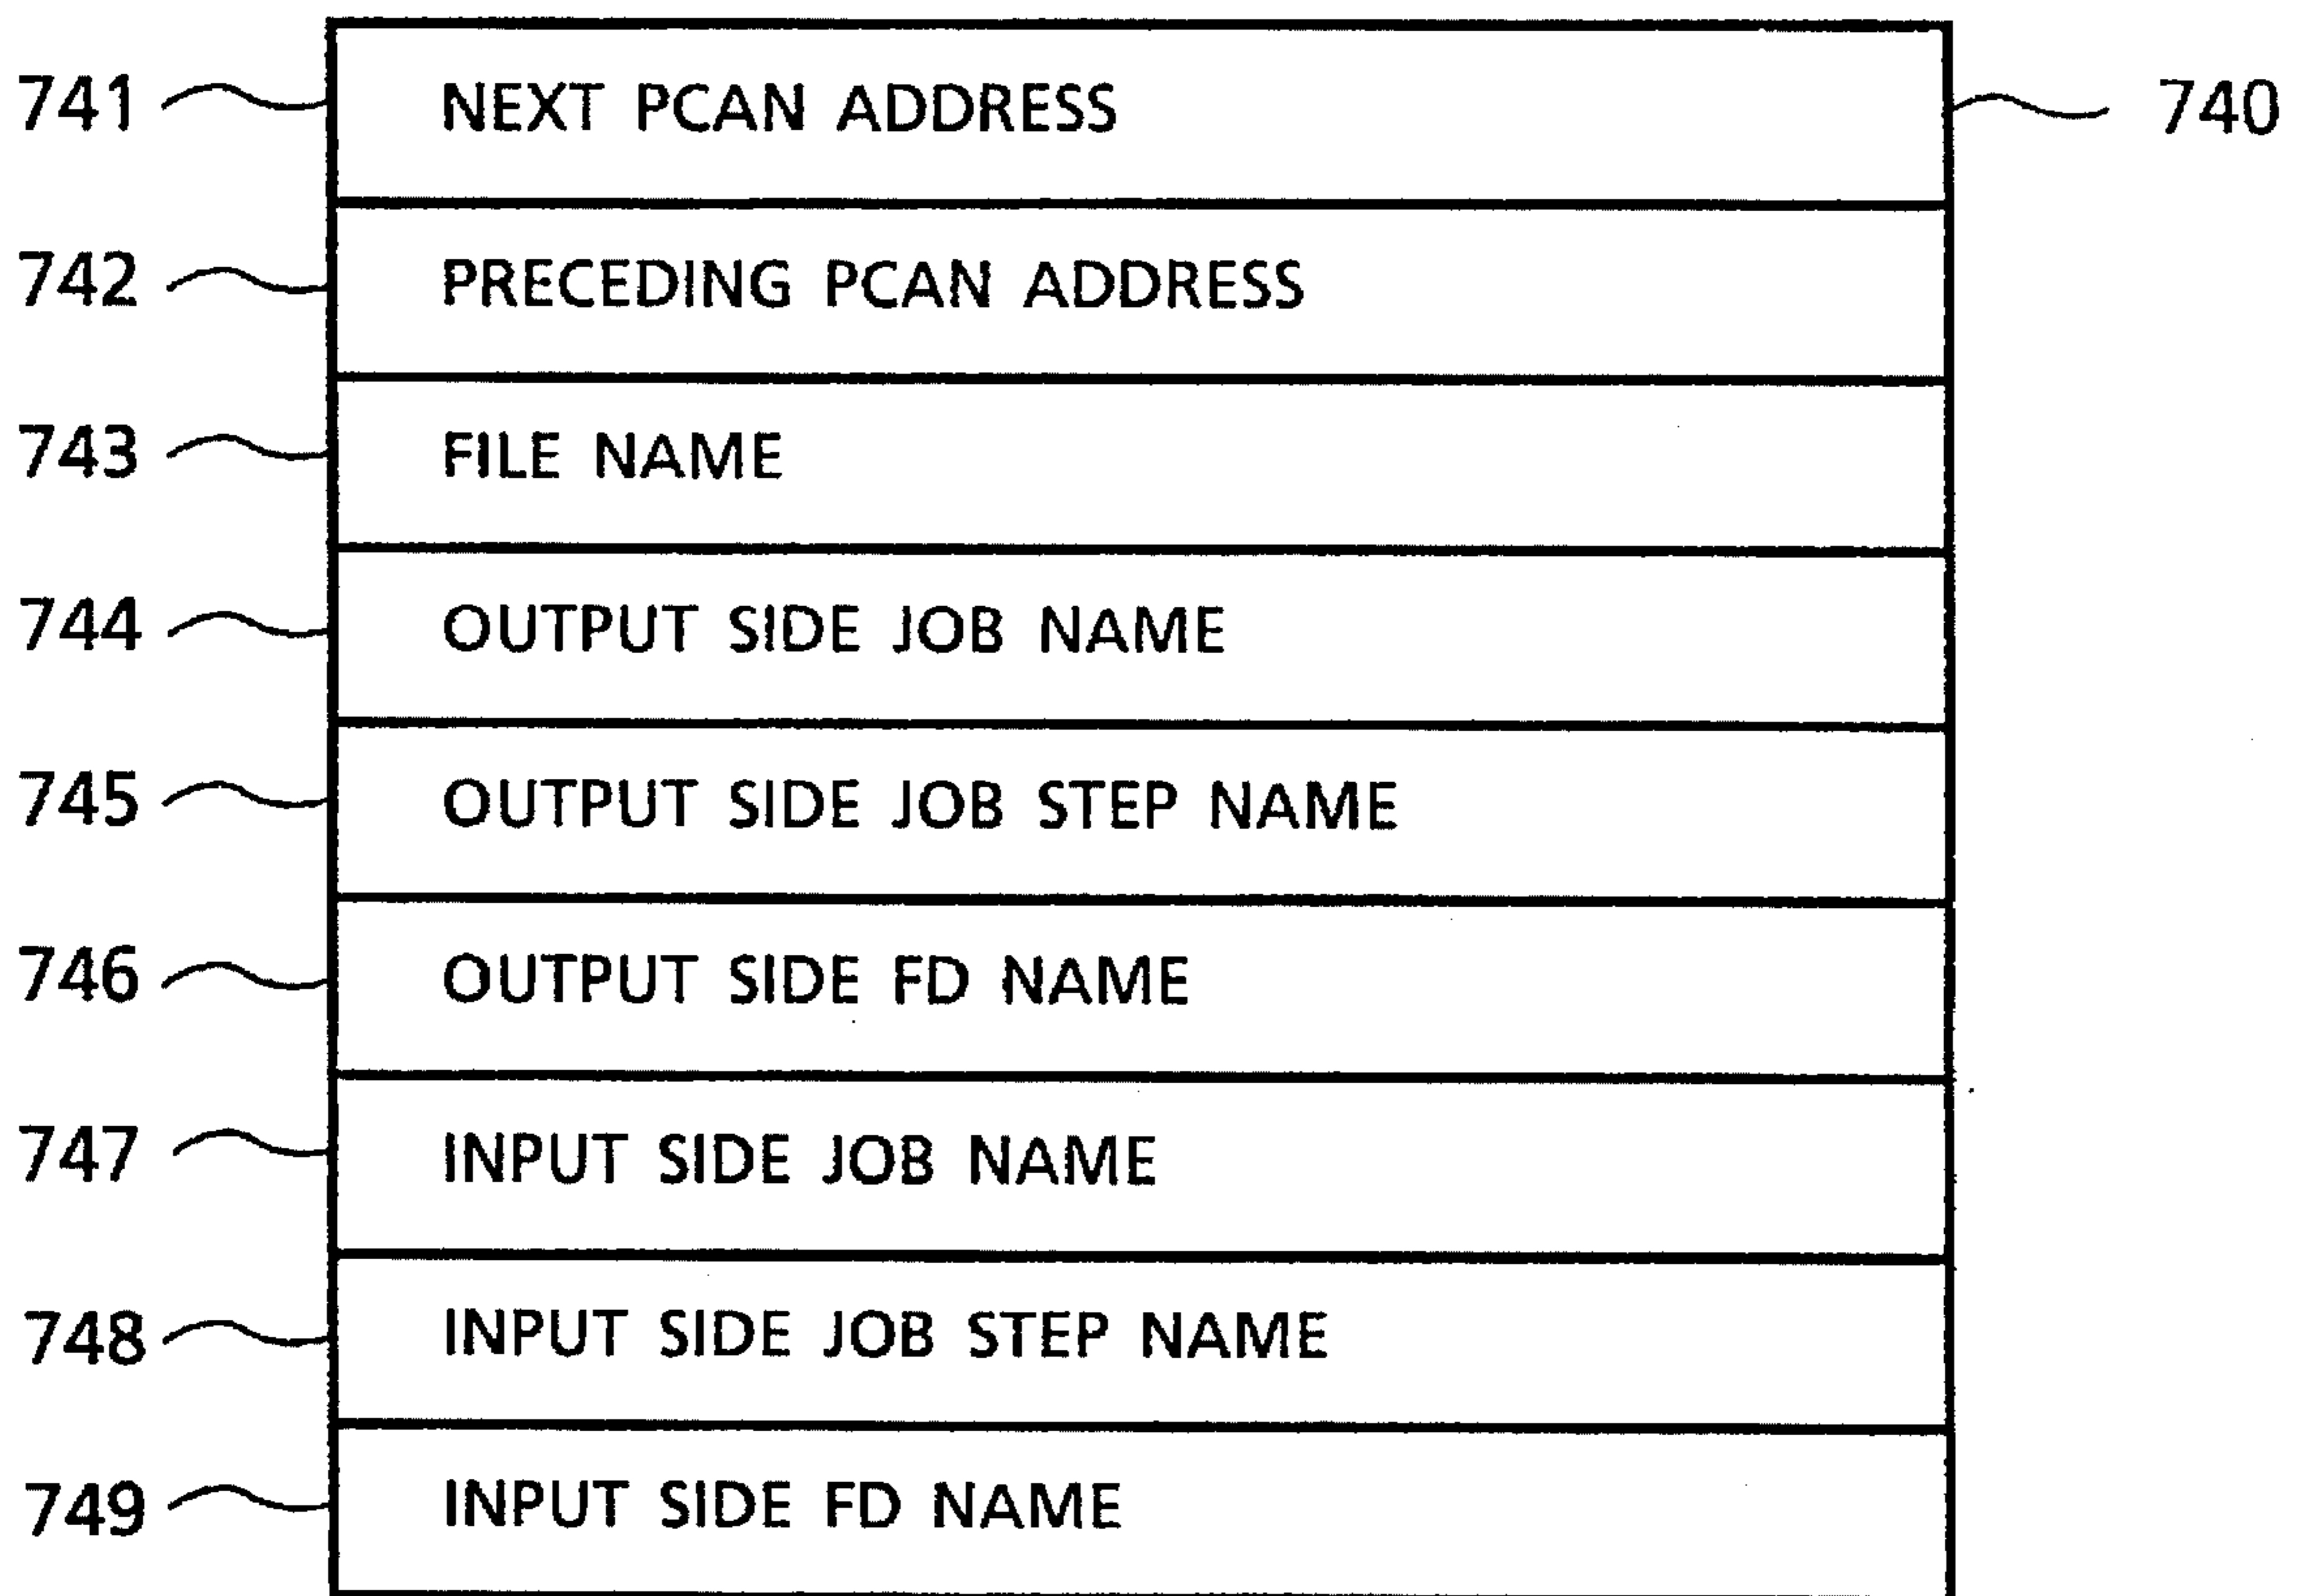 741 NEXT PCAN ADDRESS 740
742 PRECEDING PCAN ADDRESS
743 FILE NAME
744 OUTPUT SIDE JOB NAME
745 OUTPUT SIDE JOB STEP NAME
746 OUTPUT SIDE FD NAME
747 INPUT SIDE JOB NAME
748 INPUT SIDE JOB STEP NAME
749 INPUT SIDE FD NAME